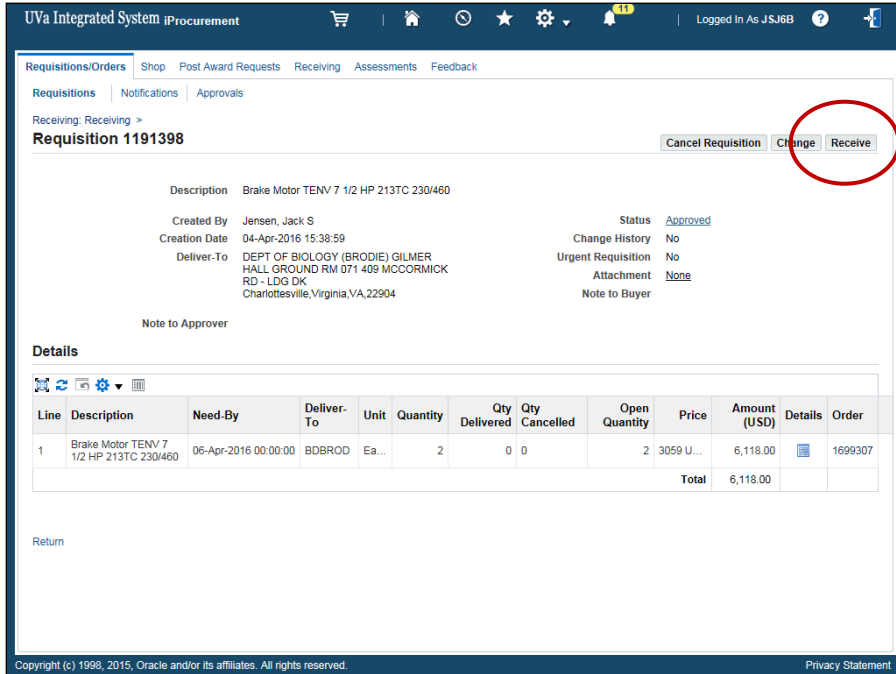 UVa Integrated System iProcurement
11
Logged In As JSJ6B
?
Requisitions/Orders Shop Post Award Requests Receiving Assessments Feedback
Requisitions Notifications Approvals
Receiving: Receiving >
Requisition 1191398
Cancel Requisition Change Receive
Description Brake Motor TENV 7 1/2 HP 213TC 230/460
Created By Jensen, Jack S
Creation Date 04-Apr-2016 15:38:59
Deliver-To DEPT OF BIOLOGY (BRODIE) GILMER
HALL GROUND RM 071 409 MCCORMICK
RD - LDG DK
Charlottesville,Virginia,VA,22904
Note to Approver
Status Approved
Change History No
Urgent Requisition No
Attachment None
Note to Buyer
Details
Line Description Need-By Deliver-To Unit Quantity Qty Delivered Qty Cancelled Open Quantity Price Amount (USD) Details Order
1 Brake Motor TENV 7 1/2 HP 213TC 230/460 06-Apr-2016 00:00:00 BDBROD Ea... 2 0 0 2 3059 U... 6,118.00 1699307
Total 6,118.00
Return
Copyright (c) 1998, 2015, Oracle and/or its affiliates. All rights reserved.
Privacy Statement